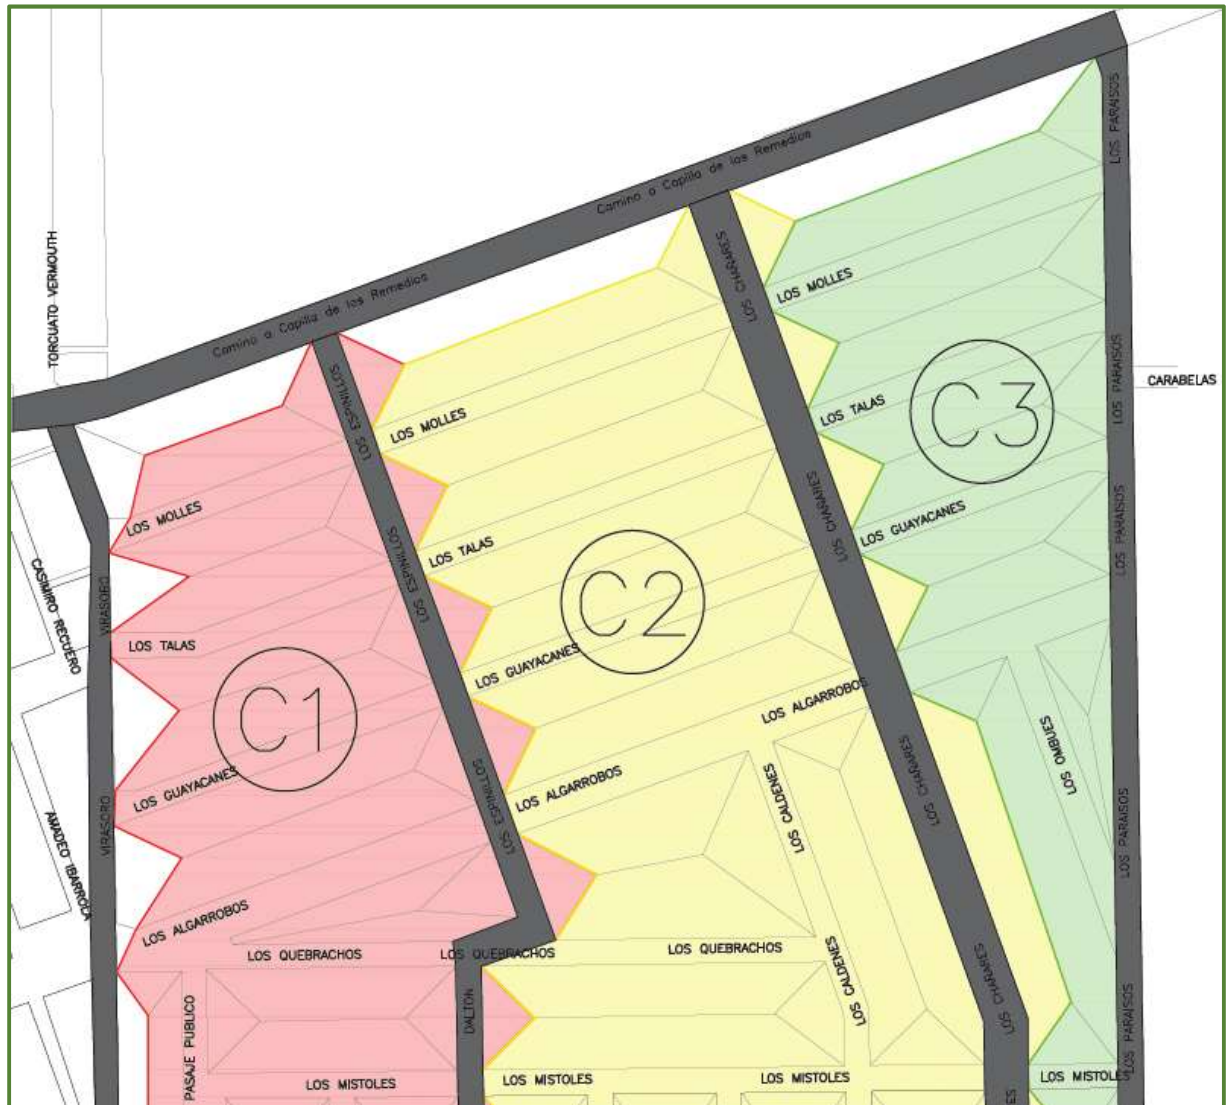 LOS PARAISOS
Camino a Capilla de los Remedios
Camino a Capilla de los Remedios
TORCUATO VERMOUTH
LOS CHAÑARES
LOS MOLLES
LOS ESPINILLOS
LOS PARAISOS
CARABELAS
LOS MOLLES
LOS TALAS
C3
LOS MOLLES
LOS CHAÑARES
LOS GUAYACANES
LOS PARAISOS
LOS ESPINILLOS
LOS TALAS
CASIMIRO RECUERO
VIRASORO
C2
LOS TALAS
LOS GUAYACANES
LOS ALGARROBOS
C1
LOS OMBUES
LOS CHAÑARES
LOS GUAYACANES
LOS ESPINILLOS
LOS ALGARROBOS
LOS CALDENES
VIRASORO
LOS PARAISOS
AMADEO IBARROLA
LOS ALGARROBOS
LOS QUEBRACHOS
LOS QUEBRACHOS
LOS QUEBRACHOS
LOS CALDENES
LOS CHAÑARES
LOS PARAISOS
DALTON
PASAJE PUBLICO
LOS MISTOLES
LOS MISTOLES
LOS MISTOLES
LOS MISTOLES
ES